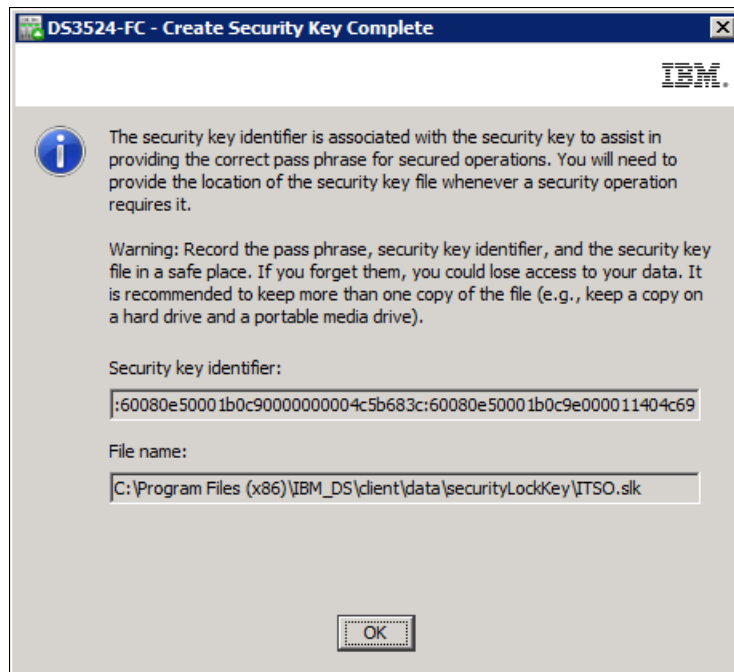 DS3524-FC - Create Security Key Complete
IBM.
The security key identifier is associated with the security key to assist in
providing the correct pass phrase for secured operations. You will need to
provide the location of the security key file whenever a security operation
requires it.
Warning: Record the pass phrase, security key identifier, and the security key
file in a safe place. If you forget them, you could lose access to your data. It
is recommended to keep more than one copy of the file (e.g., keep a copy on
a hard drive and a portable media drive).
Security key identifier:
:60080e50001b0c90000000004c5b683c:60080e50001b0c9e000011404c69
File name:
C:\Program Files (x86)\IBM_DS\client\data\securityLockKey\ITSO.slk
OK